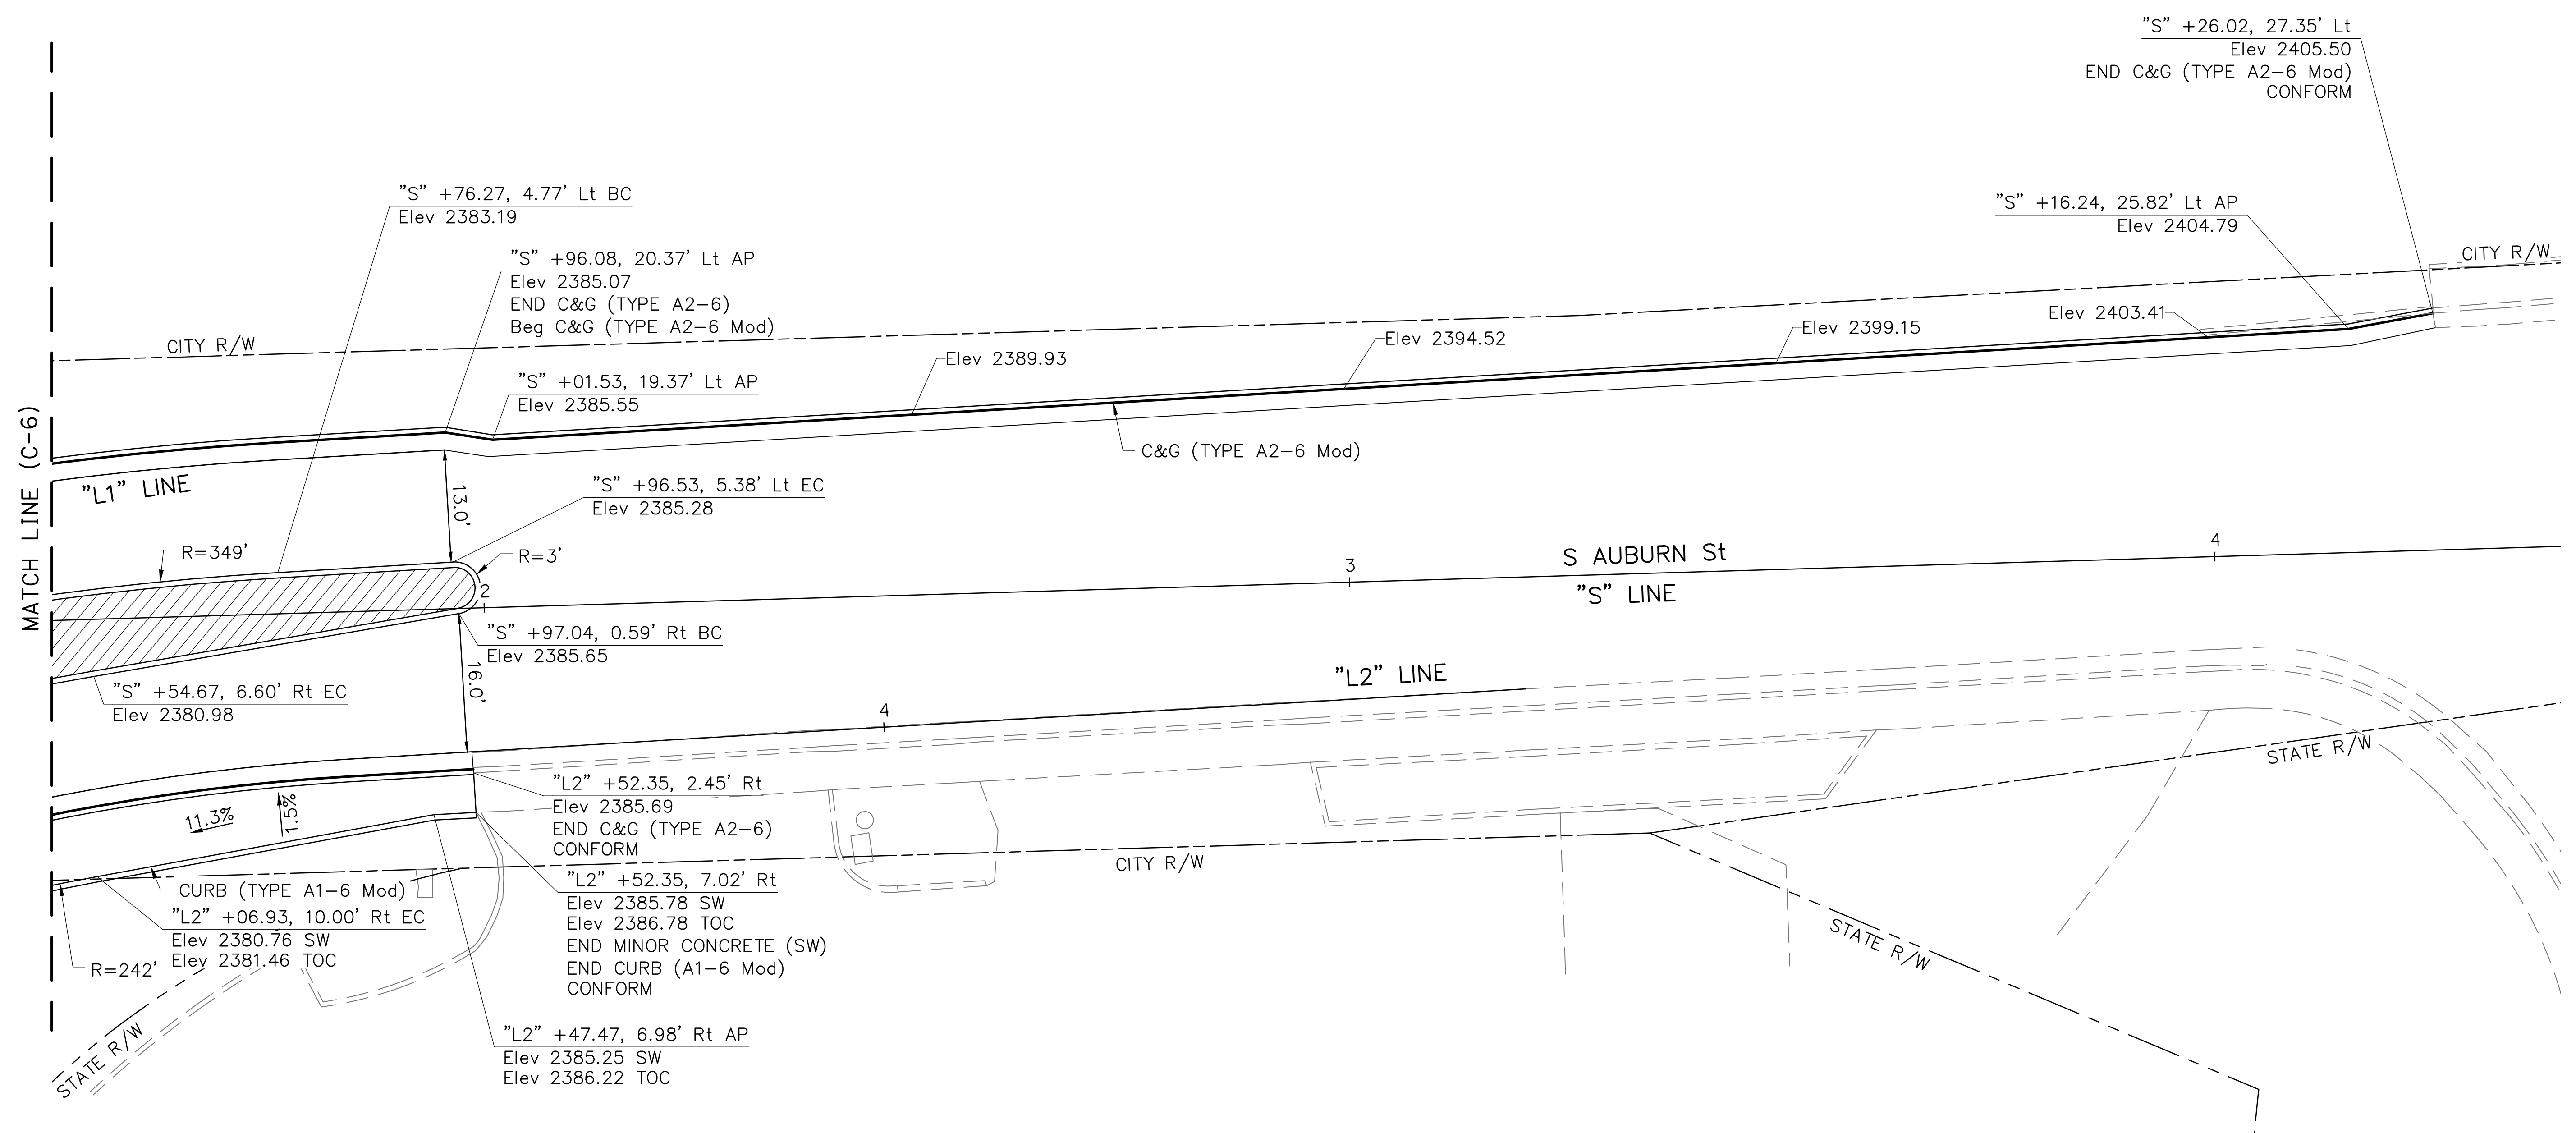 "S" +26.02, 27.35' Lt
Elev 2405.50
END C&G (TYPE A2-6 Mod)
CONFORM
"S" +76.27, 4.77' Lt BC
Elev 2383.19
"S" +16.24, 25.82' Lt AP
Elev 2404.79
"S" +96.08, 20.37' Lt AP
Elev 2385.07
END C&G (TYPE A2-6)
Beg C&G (TYPE A2-6 Mod)
CITY R/W
CITY R/W
Elev 2403.41
Elev 2399.15
Elev 2394.52
Elev 2389.93
"S" +01.53, 19.37' Lt AP
Elev 2385.55
C&G (TYPE A2-6 Mod)
MATCH LINE (C-6)
"L1" LINE
13.0'
"S" +96.53, 5.38' Lt EC
Elev 2385.28
R=349'
R=3'
2
3
4
S AUBURN St
"S" LINE
"S" +97.04, 0.59' Rt BC
Elev 2385.65
16.0'
"S" +54.67, 6.60' Rt EC
Elev 2380.98
"L2" LINE
4
STATE R/W
"L2" +52.35, 2.45' Rt
Elev 2385.69
END C&G (TYPE A2-6)
CONFORM
11.3%
1.5%
CITY R/W
CURB (TYPE A1-6 Mod)
"L2" +06.93, 10.00' Rt EC
Elev 2380.76 SW
Elev 2381.46 TOC
R=242'
"L2" +52.35, 7.02' Rt
Elev 2385.78 SW
Elev 2386.78 TOC
END MINOR CONCRETE (SW)
END CURB (A1-6 Mod)
CONFORM
STATE R/W
"L2" +47.47, 6.98' Rt AP
Elev 2385.25 SW
Elev 2386.22 TOC
STATE R/W